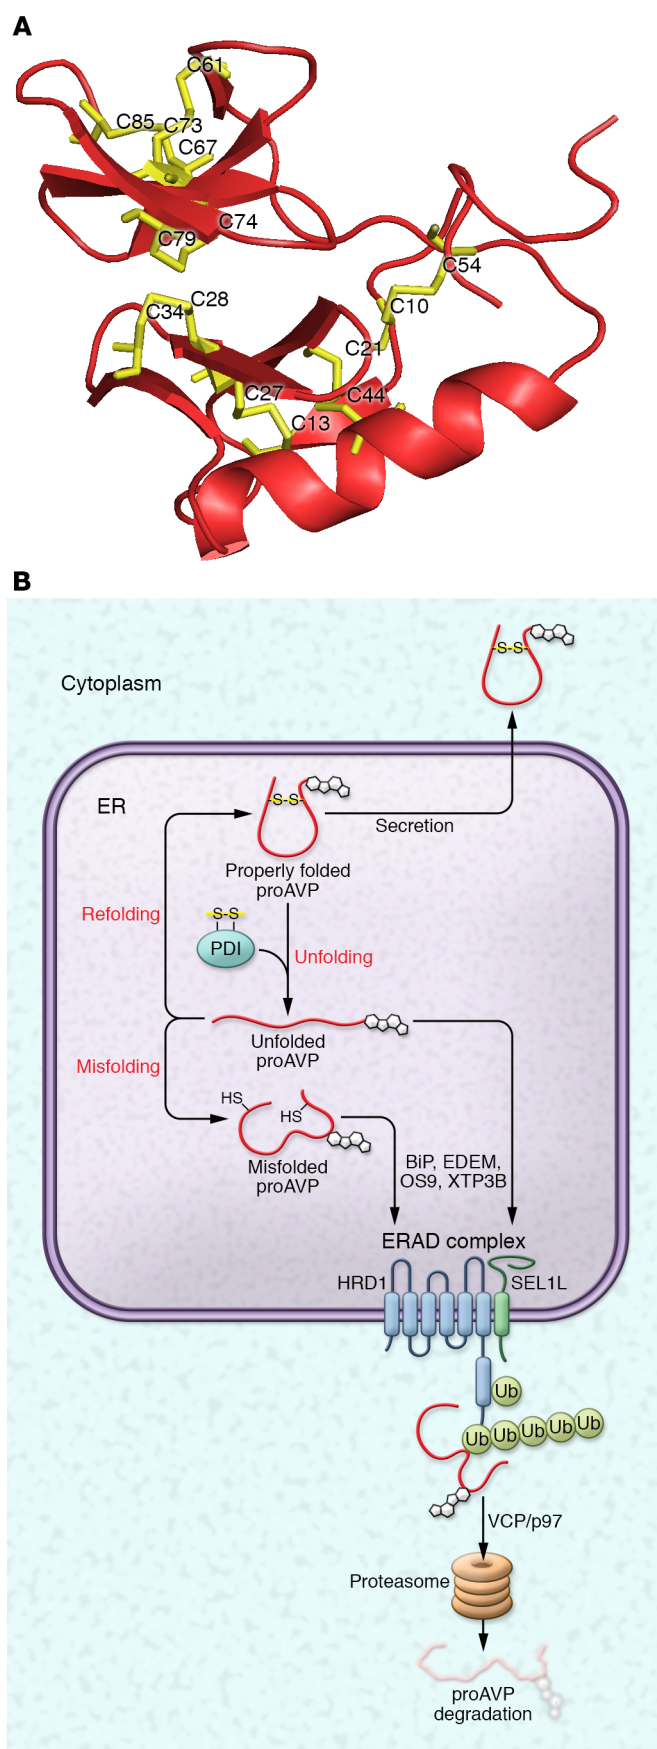 A
C61
C85
C73
C67
C74
C79
C54
C28
C34
C10
C21
C27
C44
C13
B
Cytoplasm
-S-S-
ER
-S-S-
Secretion
Properly folded
proAVP
Refolding
S-S
PDI
Unfolding
Unfolded
proAVP
Misfolding
HS
HS
Misfolded
proAVP
BiP, EDEM,
OS9, XTP3B
ERAD complex
HRD1
SEL1L
Ub
Ub Ub Ub Ub Ub
VCP/p97
Proteasome
proAVP
degradation